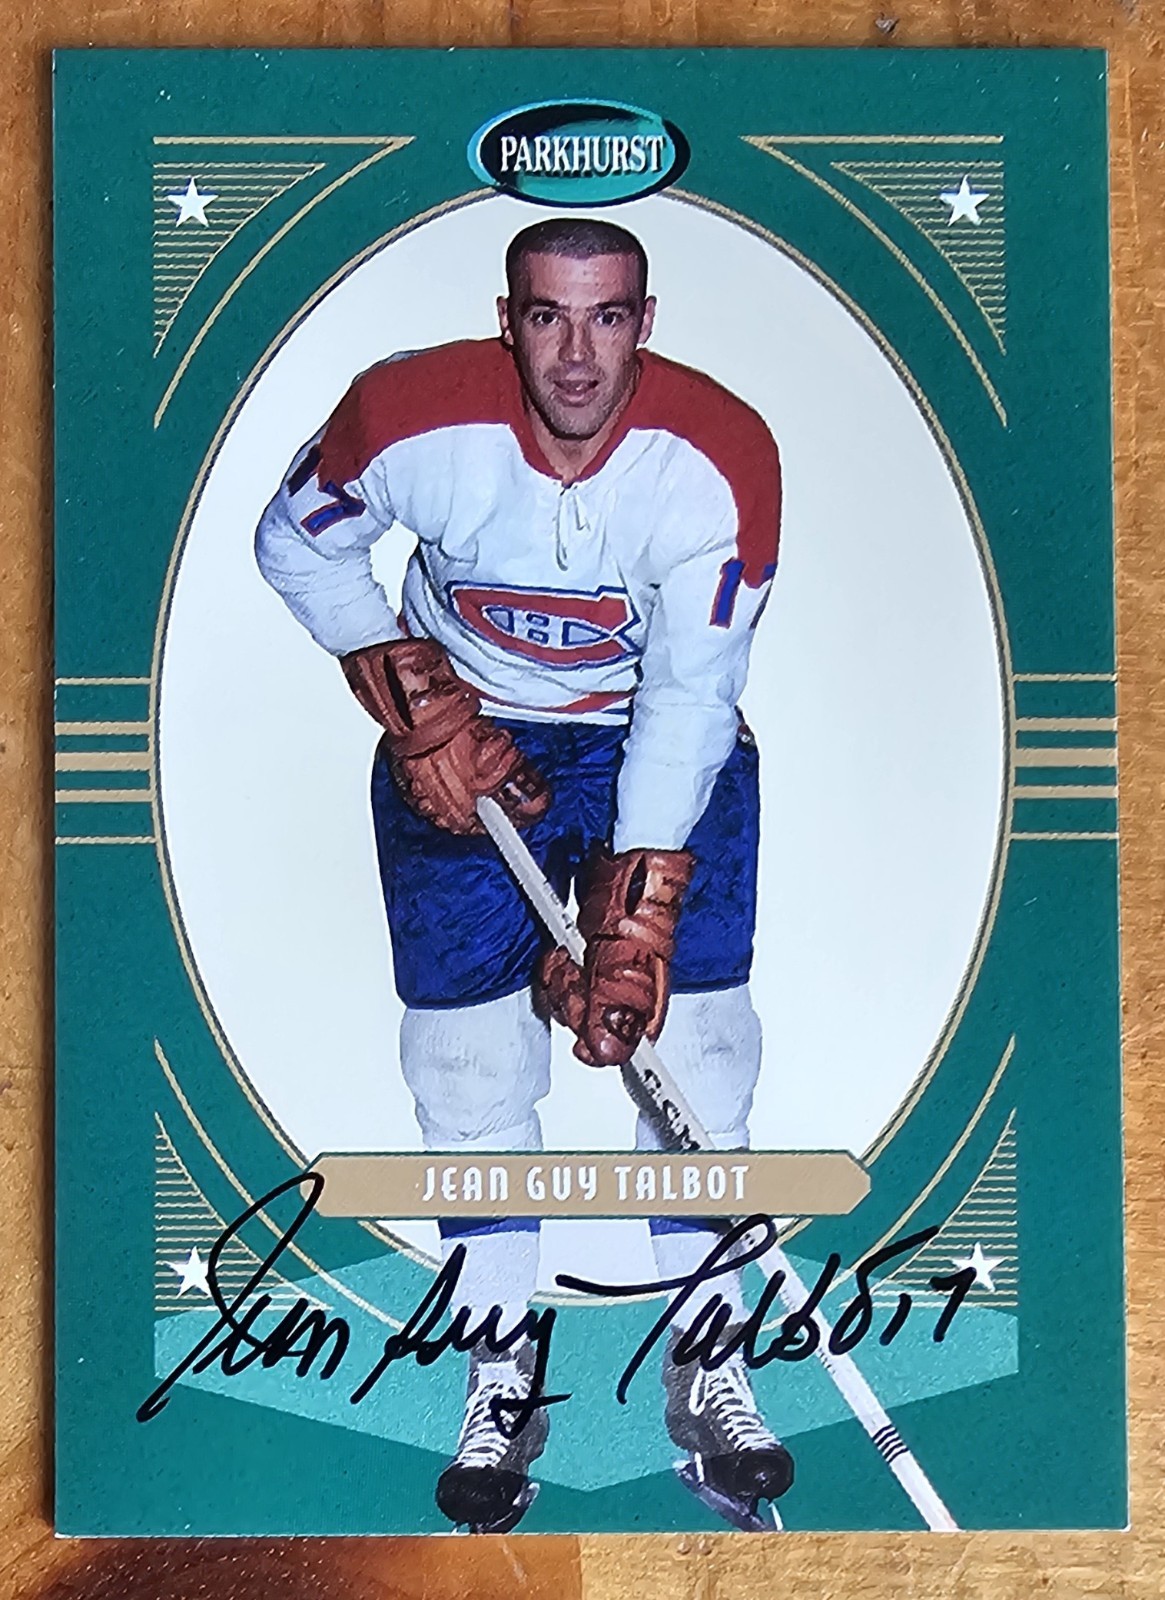 PARKHURST
17
17
C.C.M.
JEAN GUY TALBOT
Jean Guy Talbot 17